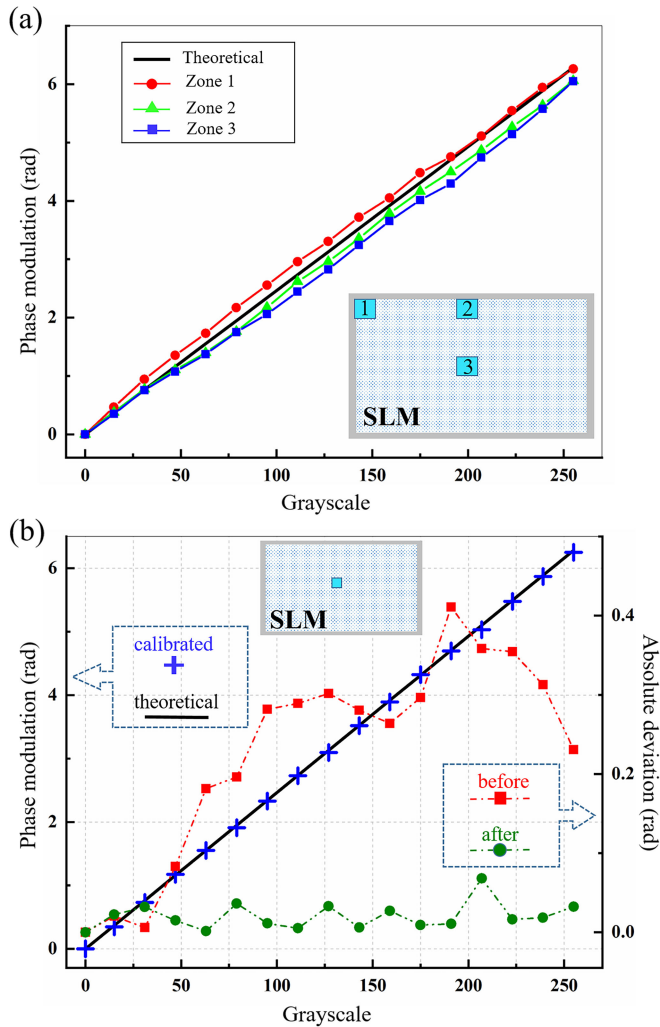 (a)
Theoretical
Zone 1
Zone 2
Zone 3
6
4
2
0
Phase modulation (rad)
1
2
3
SLM
0
50
100
150
200
250
Grayscale
(b)
SLM
calibrated
theoretical
before
after
6
4
2
0
Phase modulation (rad)
0.4
0.2
0.0
Absolute deviation
(rad)
0
50
100
150
200
250
Grayscale